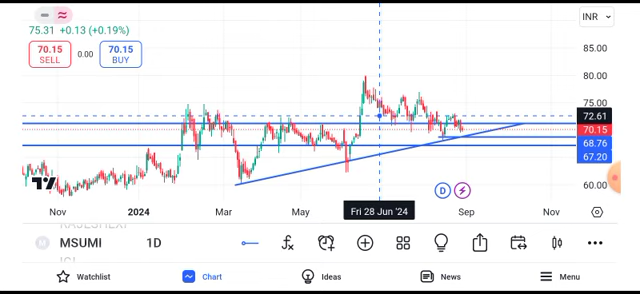 INR
75.31 +0.13 (+0.19%)
70.15
SELL
0.00
70.15
BUY
85.00
80.00
75.00
72.61
70.15
68.76
67.20
60.00
D
Nov 2024 Mar May Fri 28 Jun '24 Sep Nov
MSUMI 1D
Watchlist Chart Ideas News Menu